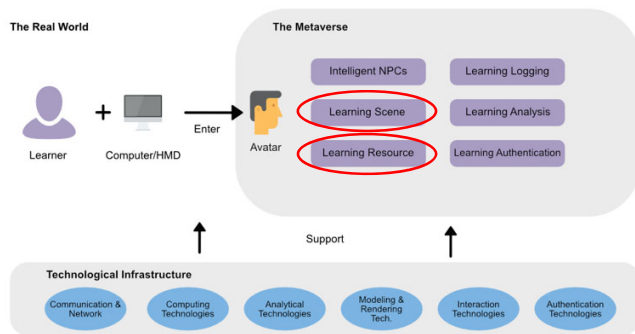 The Real World
The Metaverse
Intelligent NPCs
Learning Logging
Learning Scene
Learning Analysis
Enter
Learner
Computer/HMD
Avatar
Learning Resource
Learning Authentication
Support
Technological Infrastructure
Communication &
Network
Computing
Technologies
Analytical
Technologies
Modeling &
Rendering
Tech.
Interaction
Technologies
Authentication
Technologies